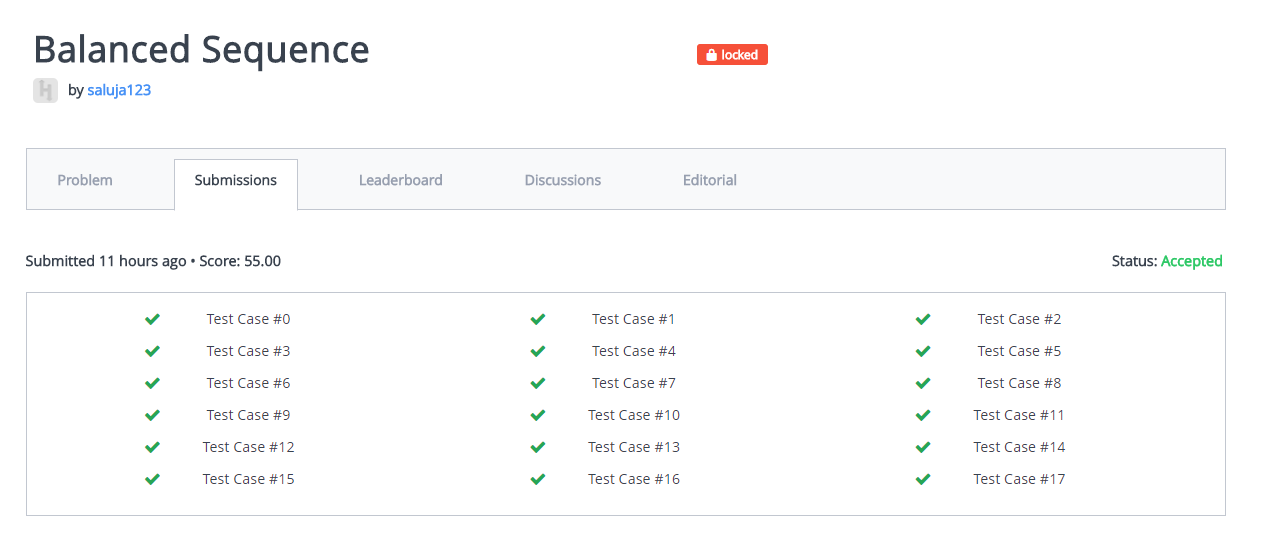 Balanced Sequence
locked
by saluja123
Problem Submissions Leaderboard Discussions Editorial
Submitted 11 hours ago • Score: 55.00 Status: Accepted
Test Case #0 Test Case #1 Test Case #2
Test Case #3 Test Case #4 Test Case #5
Test Case #6 Test Case #7 Test Case #8
Test Case #9 Test Case #10 Test Case #11
Test Case #12 Test Case #13 Test Case #14
Test Case #15 Test Case #16 Test Case #17